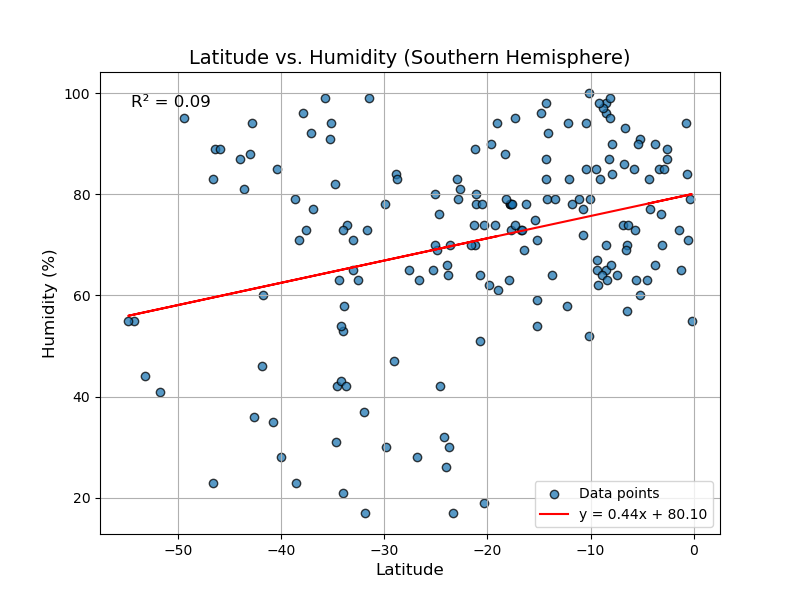 Latitude vs. Humidity (Southern Hemisphere)
R² = 0.09
100
80
60
40
20
Humidity (%)
Data points
y = 0.44x + 80.10
−50
−40
−30
−20
−10
0
Latitude